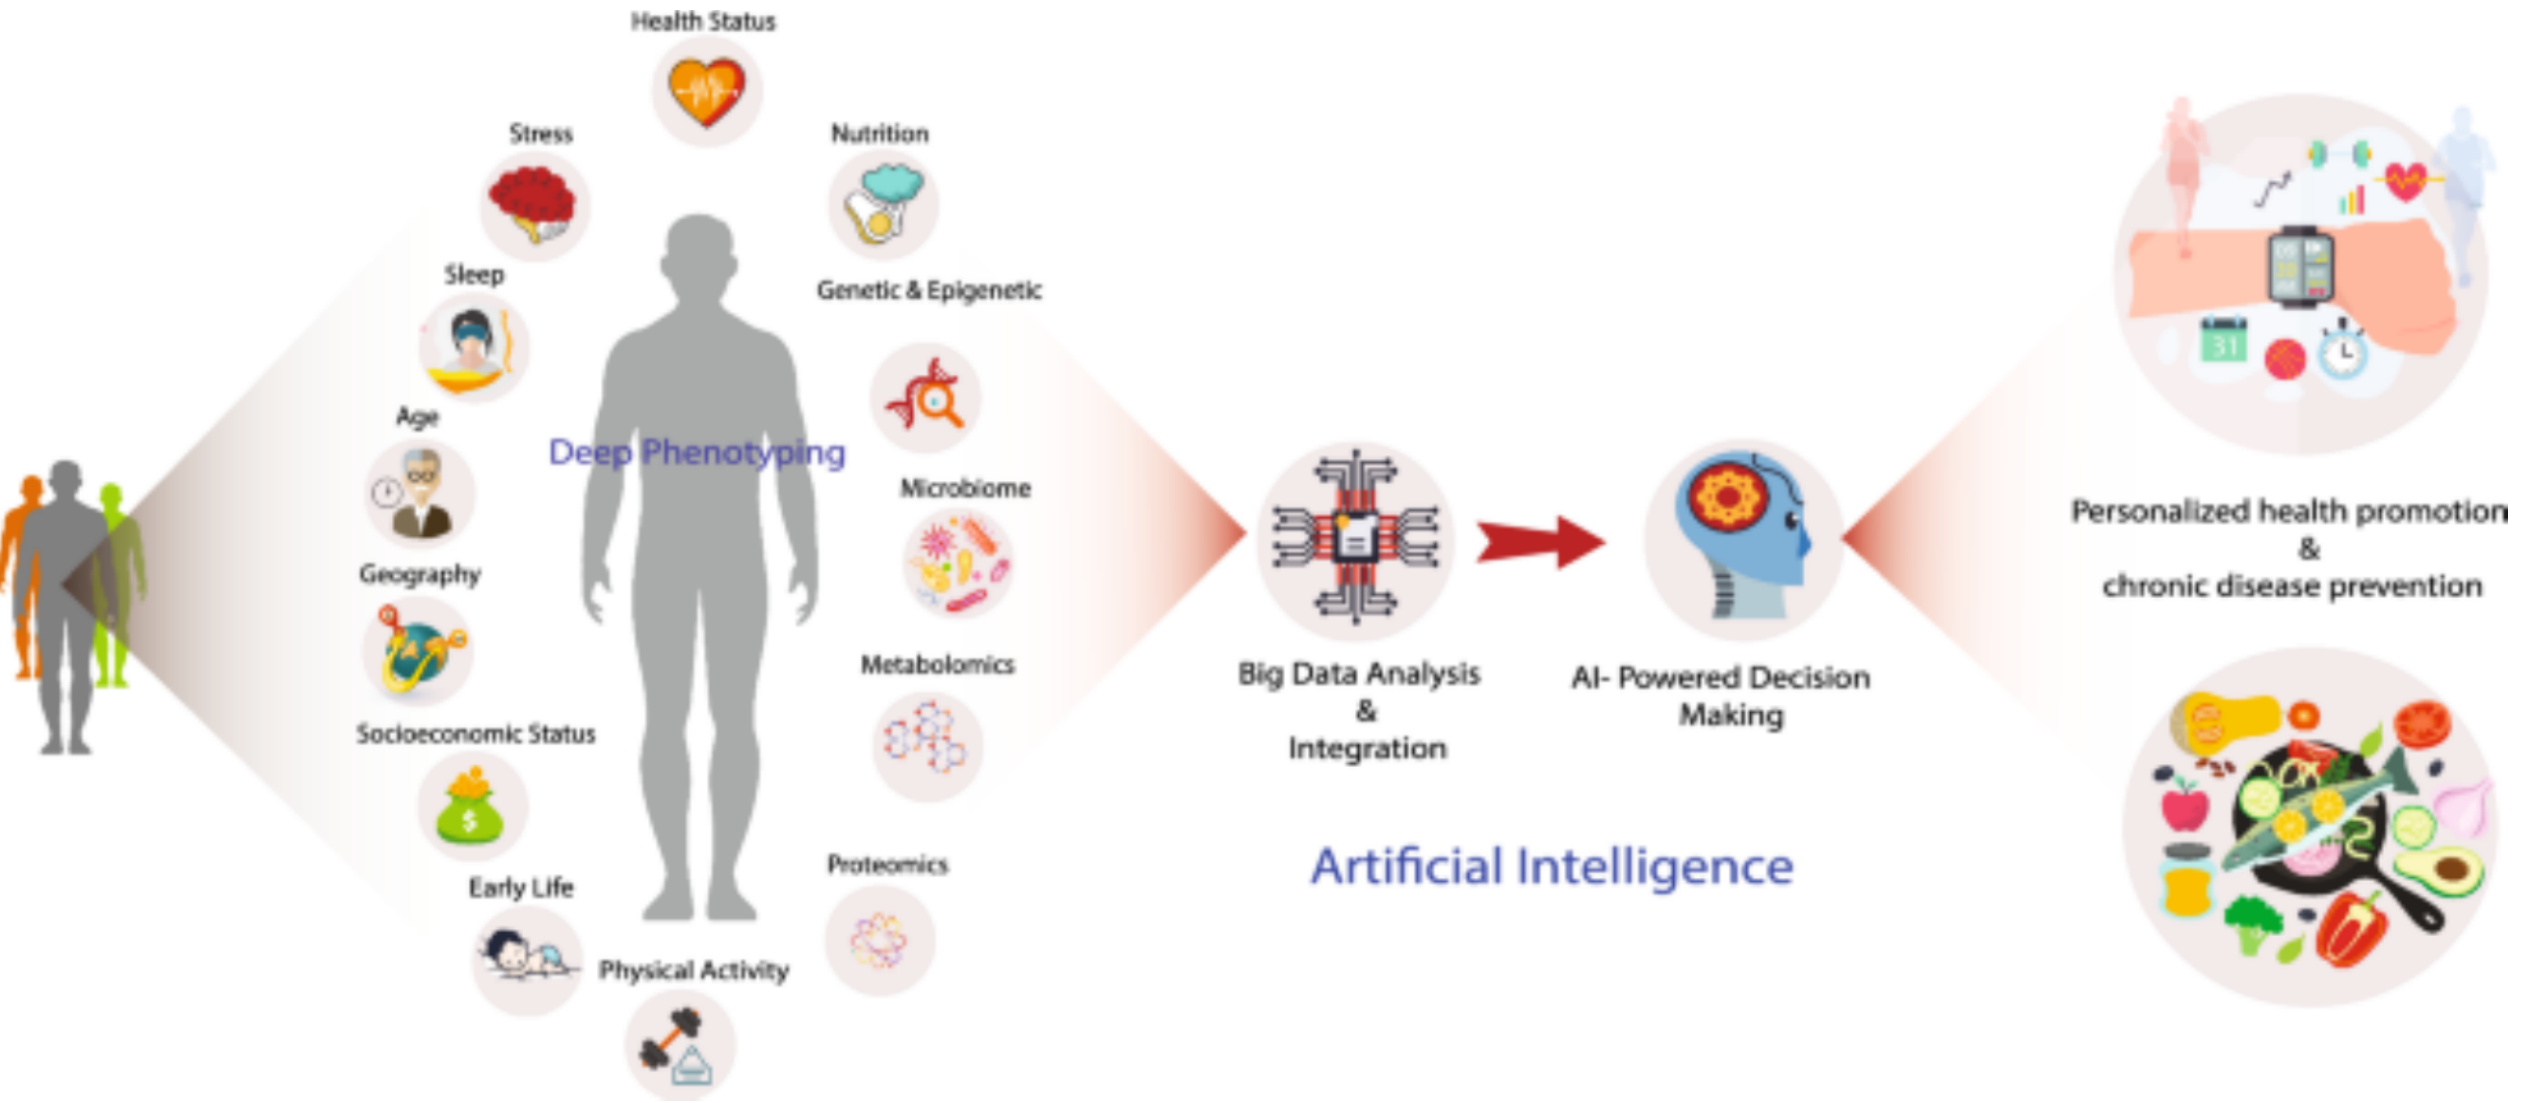 Health Status
Stress
Nutrition
Sleep
Genetic & Epigenetic
Age
Deep Phenotyping
Microbiome
Geography
Metabolomics
Socioeconomic Status
$
Early Life
Proteomics
Physical Activity
Big Data Analysis
&
Integration
AI- Powered Decision
Making
Artificial Intelligence
31
Personalized health promotion
&
chronic disease prevention